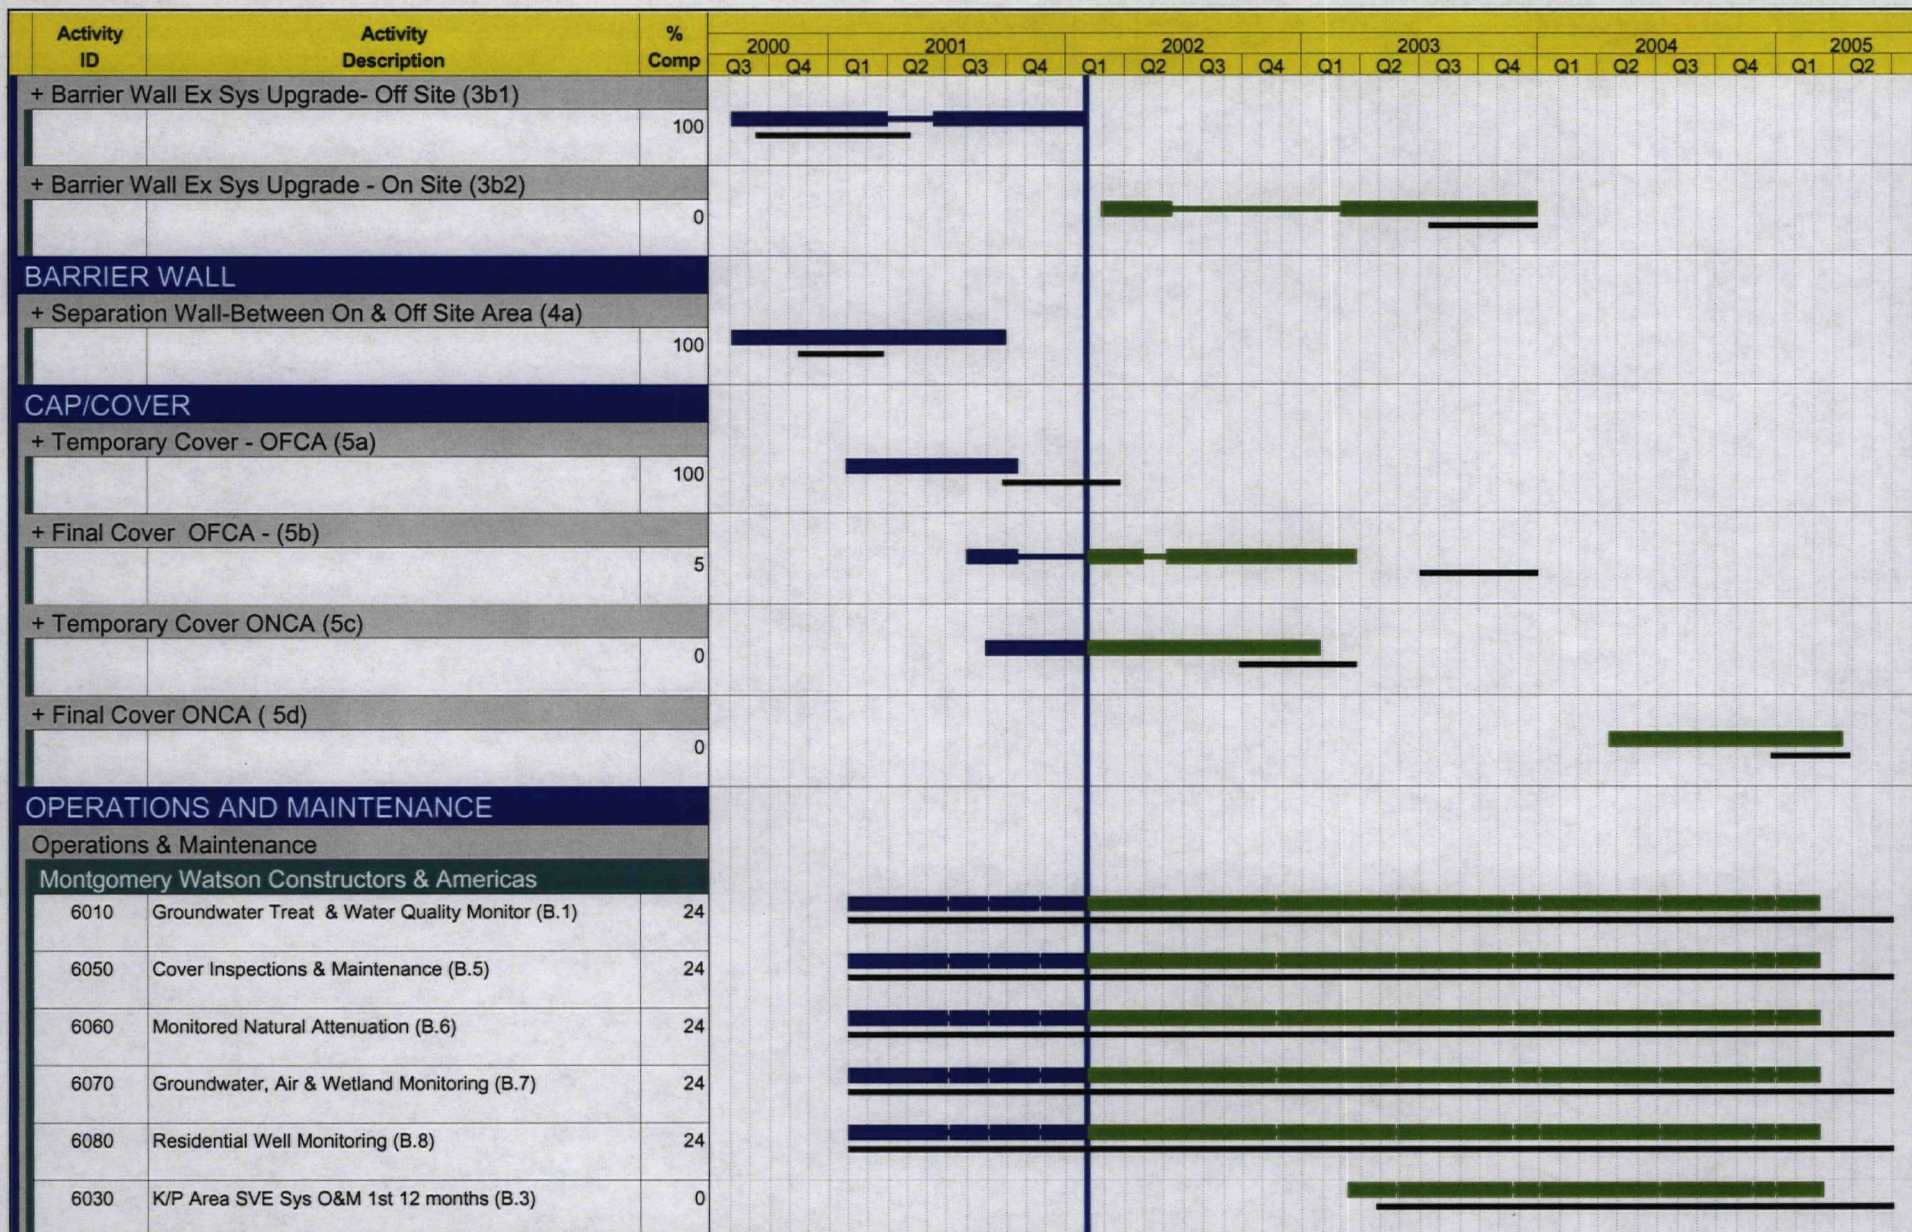 Activity ID Activity Description % Comp
2000 2001 2002 2003 2004 2005
Q3 Q4 Q1 Q2 Q3 Q4 Q1 Q2 Q3 Q4 Q1 Q2 Q3 Q4 Q1 Q2 Q3 Q4 Q1 Q2
+ Barrier Wall Ex Sys Upgrade- Off Site (3b1)
100
+ Barrier Wall Ex Sys Upgrade - On Site (3b2)
0
BARRIER WALL
+ Separation Wall-Between On & Off Site Area (4a)
100
CAP/COVER
+ Temporary Cover - OFCA (5a)
100
+ Final Cover OFCA - (5b)
5
+ Temporary Cover ONCA (5c)
0
+ Final Cover ONCA ( 5d)
0
OPERATIONS AND MAINTENANCE
Operations & Maintenance
Montgomery Watson Constructors & Americas
6010 Groundwater Treat & Water Quality Monitor (B.1) 24
6050 Cover Inspections & Maintenance (B.5) 24
6060 Monitored Natural Attenuation (B.6) 24
6070 Groundwater, Air & Wetland Monitoring (B.7) 24
6080 Residential Well Monitoring (B.8) 24
6030 K/P Area SVE Sys O&M 1st 12 months (B.3) 0